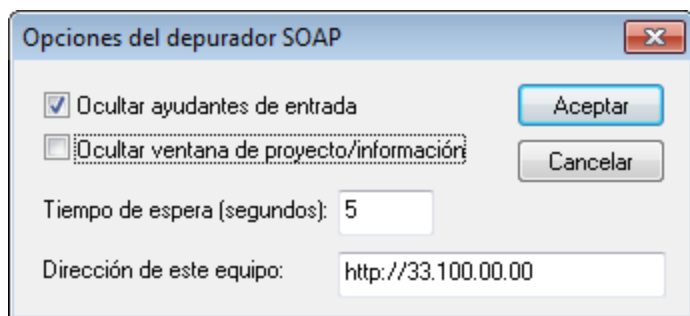 Opciones del depurador SOAP
Ocultar ayudantes de entrada
Aceptar
Ocultar ventana de proyecto/información
Cancelar
Tiempo de espera (segundos): 5
Dirección de este equipo: http://33.100.00.00